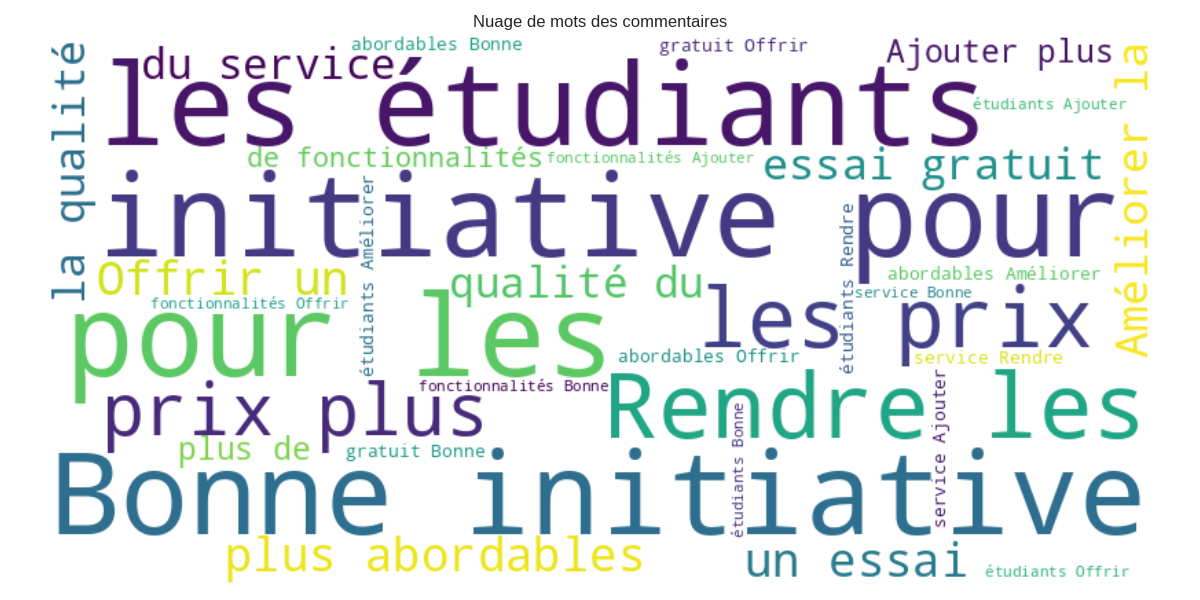 Nuage de mots des commentaires
abordables Bonne
gratuit Offrir
Ajouter plus
du service
les étudiants
étudiants Ajouter
la qualité
Améliorer la
de fonctionnalités
fonctionnalités Ajouter
essai gratuit
initiative pour
étudiants Améliorer
étudiants Rendre
Offrir un
qualité du
abordables Améliorer
service Bonne
fonctionnalités Offrir
les prix
pour les
abordables Offrir
service Rendre
prix plus
fonctionnalités Bonne
Rendre les
service Ajouter
plus de
gratuit Bonne
étudiants Bonne
Bonne initiative
plus abordables
un essai
étudiants Offrir